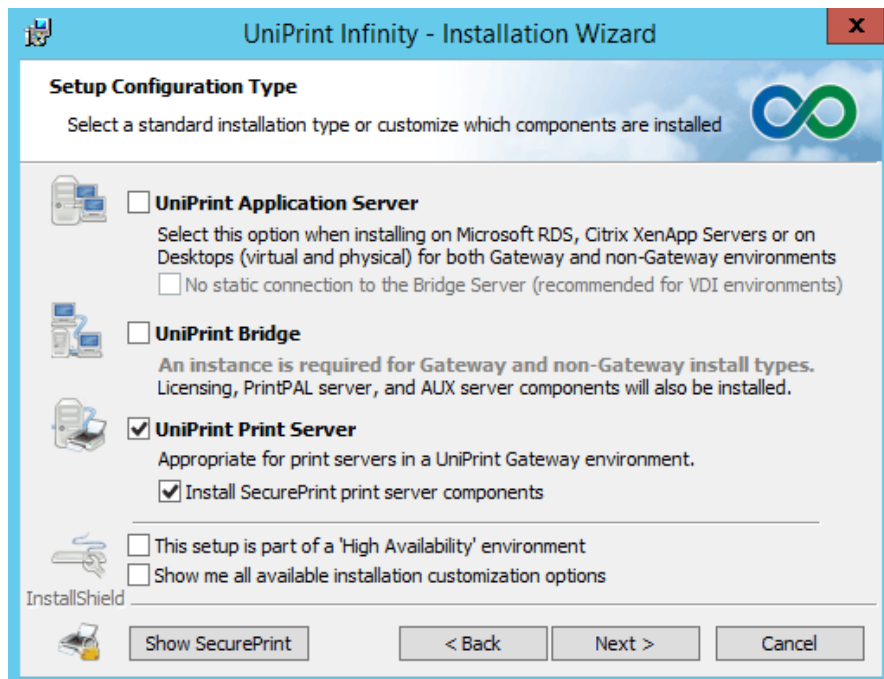 UniPrint Infinity - Installation Wizard
x
Setup Configuration Type
Select a standard installation type or customize which components are installed
UniPrint Application Server
Select this option when installing on Microsoft RDS, Citrix XenApp Servers or on
Desktops (virtual and physical) for both Gateway and non-Gateway environments
No static connection to the Bridge Server (recommended for VDI environments)
UniPrint Bridge
An instance is required for Gateway and non-Gateway install types.
Licensing, PrintPAL server, and AUX server components will also be installed.
UniPrint Print Server
Appropriate for print servers in a UniPrint Gateway environment.
Install SecurePrint print server components
This setup is part of a 'High Availability' environment
Show me all available installation customization options
InstallShield
Show SecurePrint
< Back
Next >
Cancel